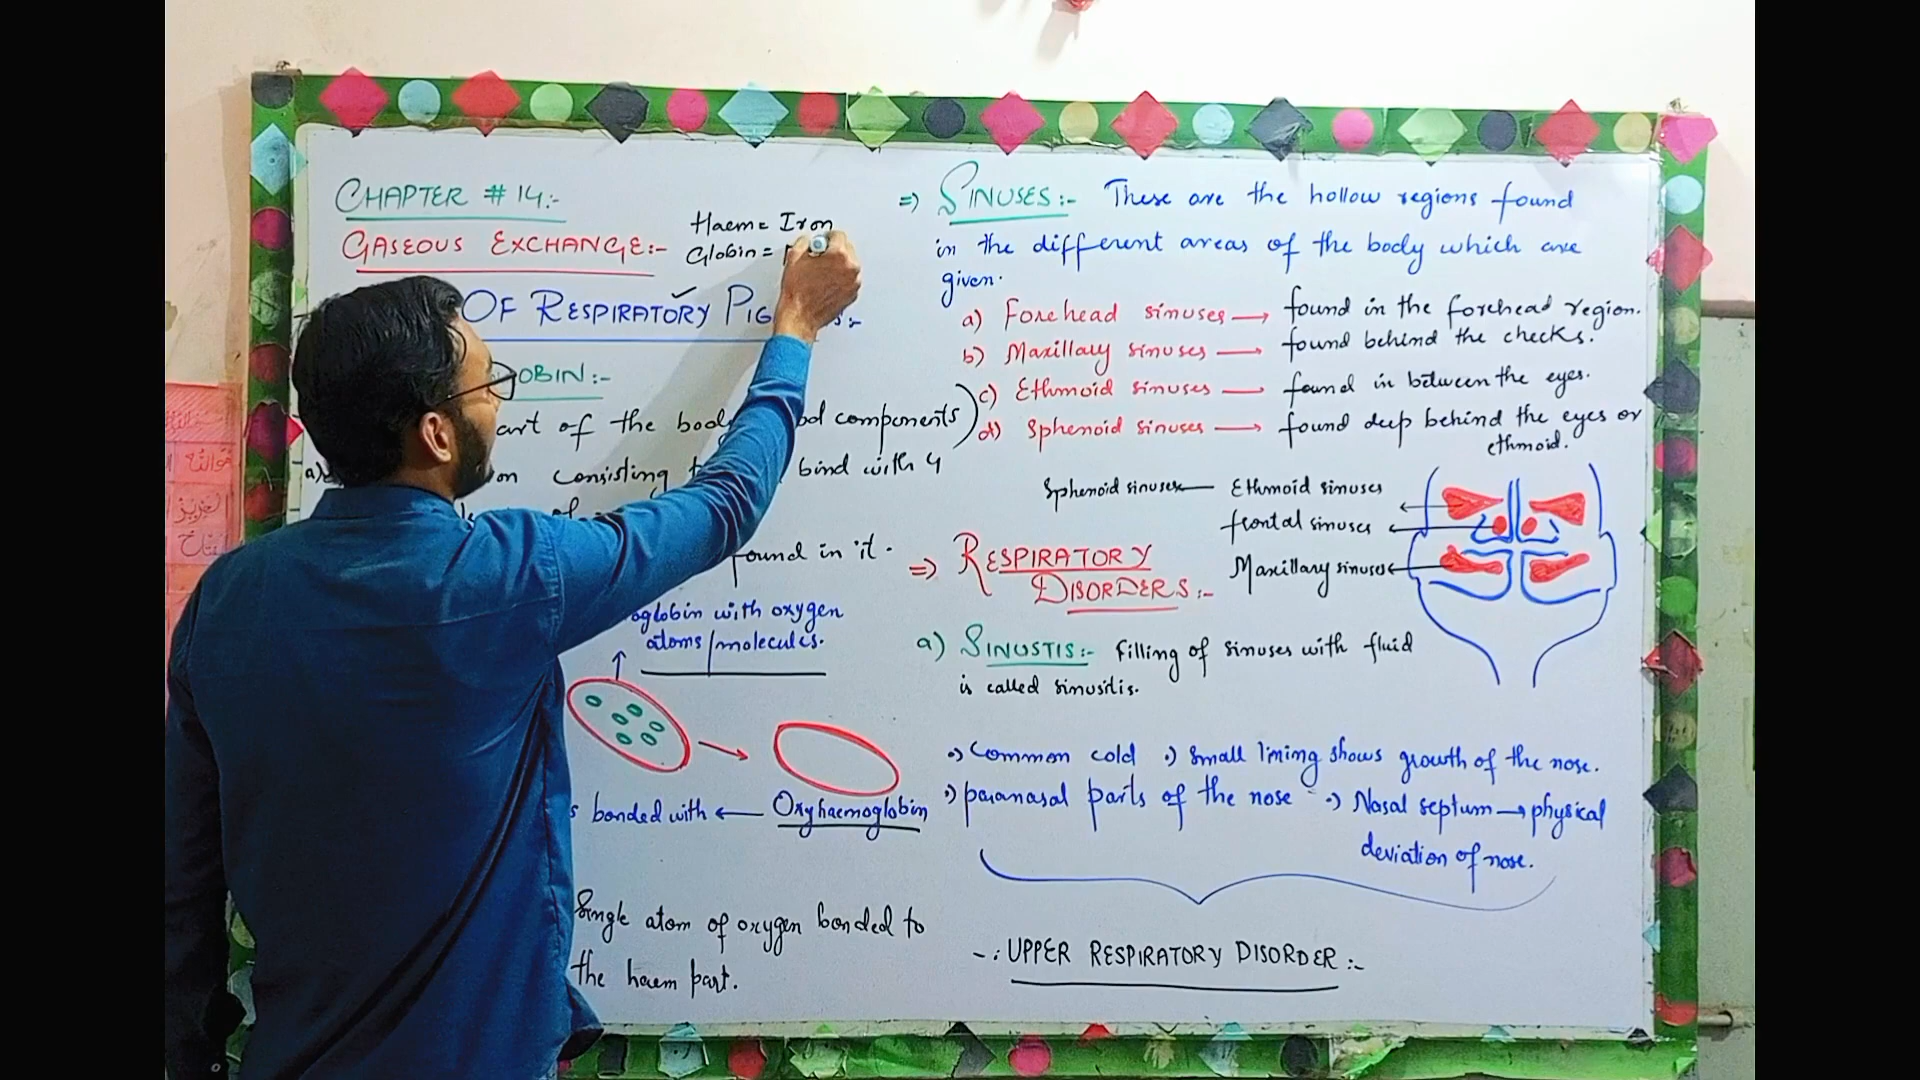 CHAPTER # 14:-
GASEOUS EXCHANGE:-
Haem = Iron
Globin =
OF RESPIRATORY
OBIN:-
art of the components
a)
on consisting bind with 4
of
found in it.
oglobin with oxygen
atoms/molecules.
s bonded with ← Oxyhaemoglobin
Single atom of oxygen bonded to
the haem part.
⇒ SINUSES:- These are the hollow regions found
in the different areas of the body which are
given.
a) Forehead sinuses → found in the forehead region.
b) Maxillary sinuses → found behind the checks.
c) Ethmoid sinuses → found in between the eyes.
d) Sphenoid sinuses → found deep behind the eyes or
ethmoid.
Sphenoid sinuses — Ethmoid sinuses
frontal sinuses
Maxillary sinuses
⇒ RESPIRATORY
DISORDERS:-
a) SINUSTIS:- Filling of sinuses with fluid
is called sinusitis.
•) Common cold •) Small lining shows growth of the nose.
•) paranasal parts of the nose •) Nasal septum → physical
deviation of nose.
-:UPPER RESPIRATORY DISORDER:-